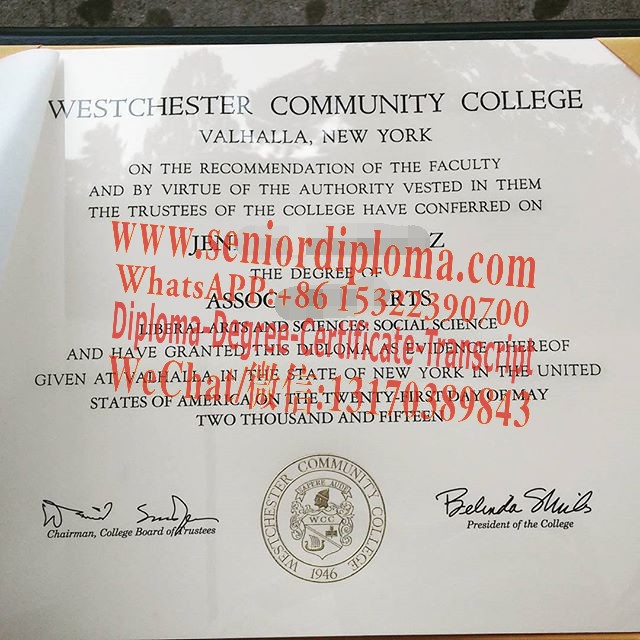 WESTCHESTER COMMUNITY COLLEGE
VALHALLA, NEW YORK
ON THE RECOMMENDATION OF THE FACULTY
AND BY VIRTUE OF THE AUTHORITY VESTED IN THEM
THE TRUSTEES OF THE COLLEGE HAVE CONFERRED ON
www.seniordiploma.com
JEN Z
THE DEGREE OF
WhatsAPP:+86 15322390700
ASSOC RTS
Diploma-Degree-Certificate-Transcript
LIBERAL ARTS AND SCIENCES: SOCIAL SCIENCE
AND HAVE GRANTED THIS DIPLOMA AS EVIDENCE THEREOF
GIVEN AT VALHALLA IN THE STATE OF NEW YORK IN THE UNITED
WeChat/微信:13170389843
STATES OF AMERICA ON THE TWENTY-FIRST DAY OF MAY
TWO THOUSAND AND FIFTEEN
WESTCHESTER COMMUNITY COLLEGE
SAPERE AUDE
WCC
1946
Chairman, College Board of Trustees
Belinda S Miles
President of the College